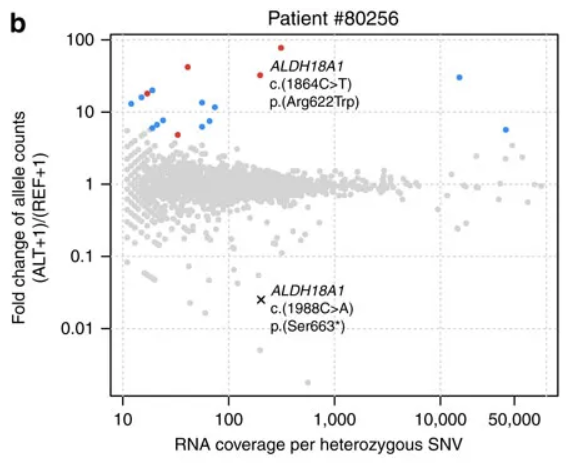 b
Patient #80256
Fold change of allele counts
(ALT+1)/(REF+1)
100
10
1
0.1
0.01
ALDH18A1
c.(1864C>T)
p.(Arg622Trp)
ALDH18A1
c.(1988C>A)
p.(Ser663*)
10
100
1,000
10,000
50,000
RNA coverage per heterozygous SNV